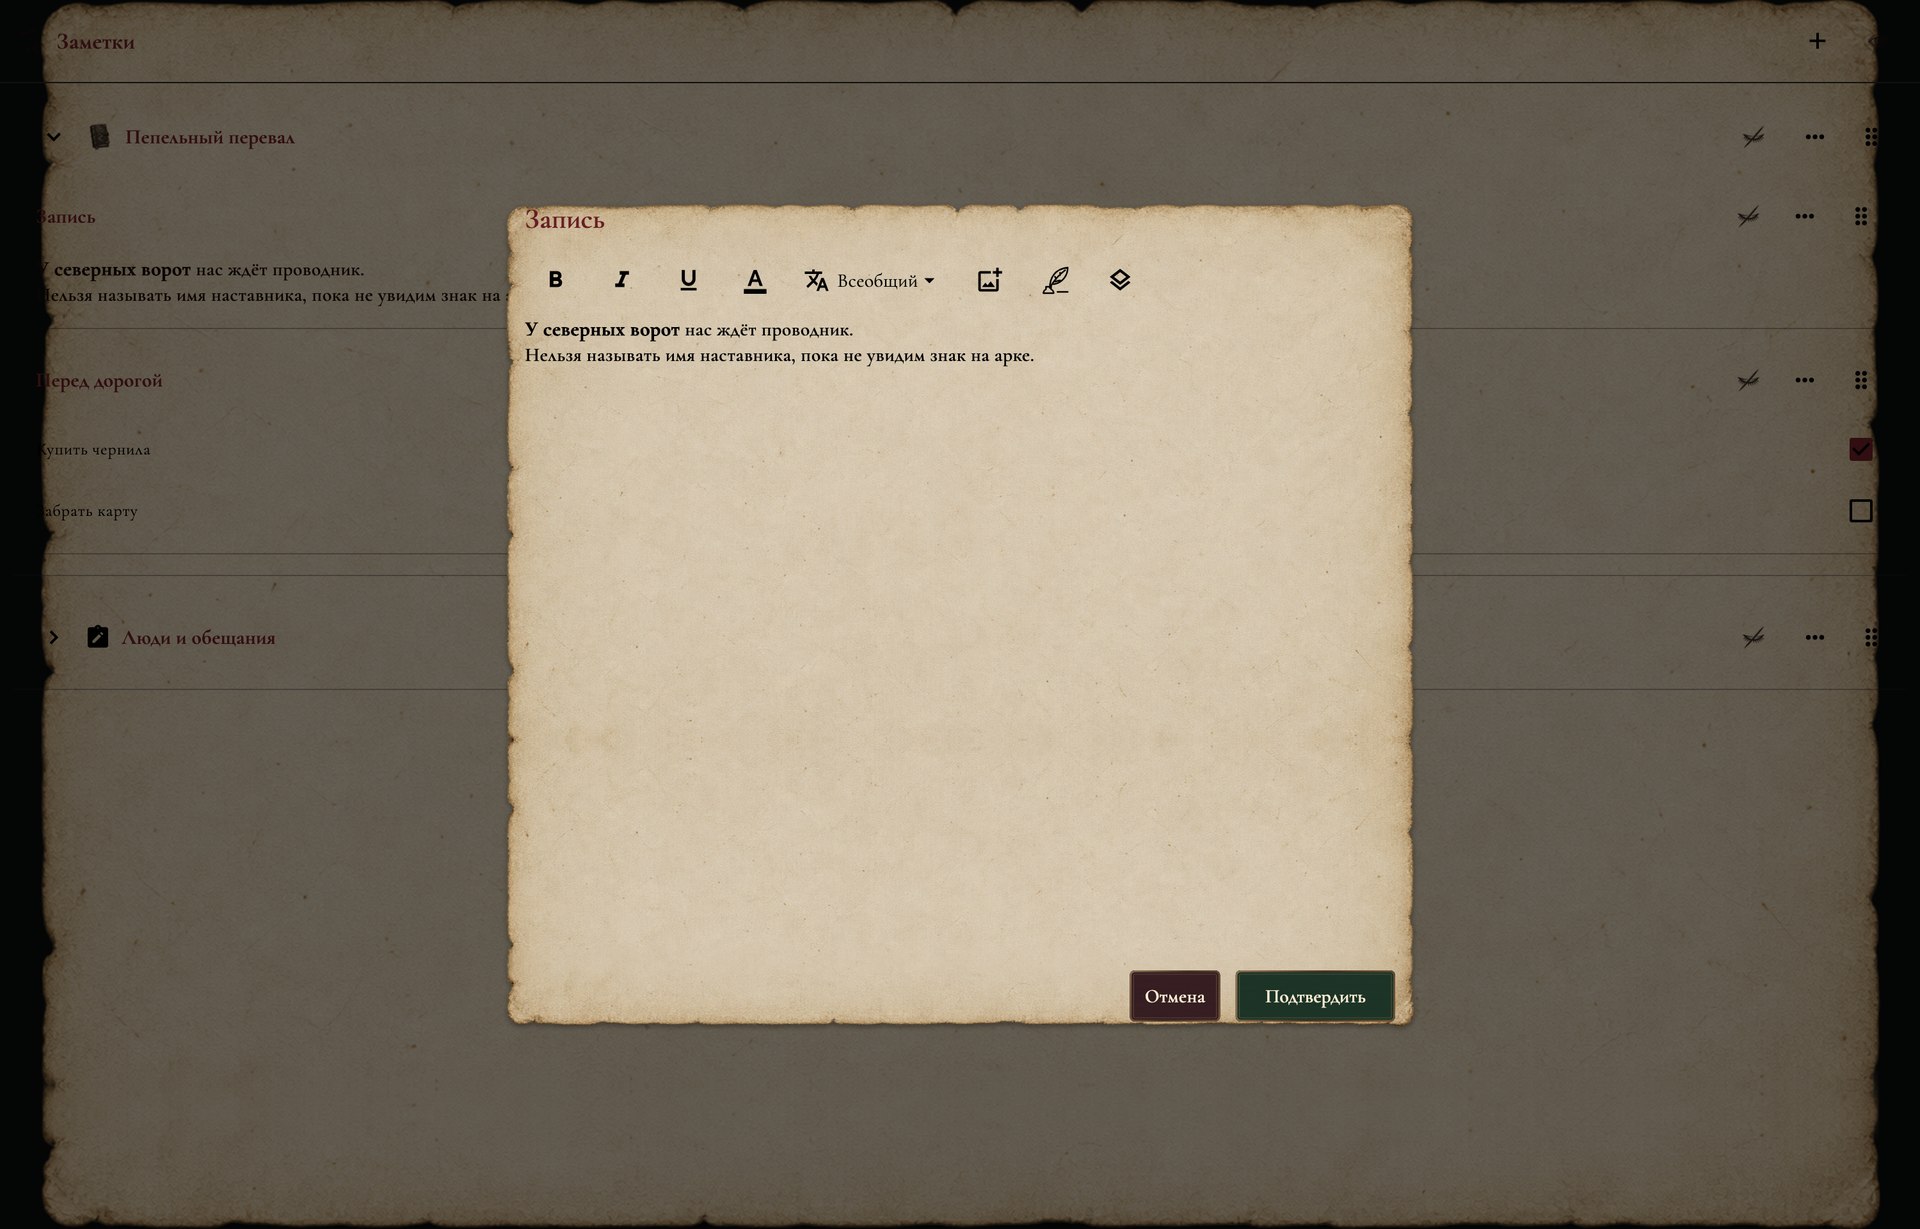 Заметки
Пепельный перевал
Запись
У северных ворот нас ждёт проводник.
Нельзя называть имя наставника, пока не увидим знак на
Перед дорогой
Купить чернила
Забрать карту
Люди и обещания
Запись
B I U A Всеобщий
У северных ворот нас ждёт проводник.
Нельзя называть имя наставника, пока не увидим знак на арке.
Отмена Подтвердить